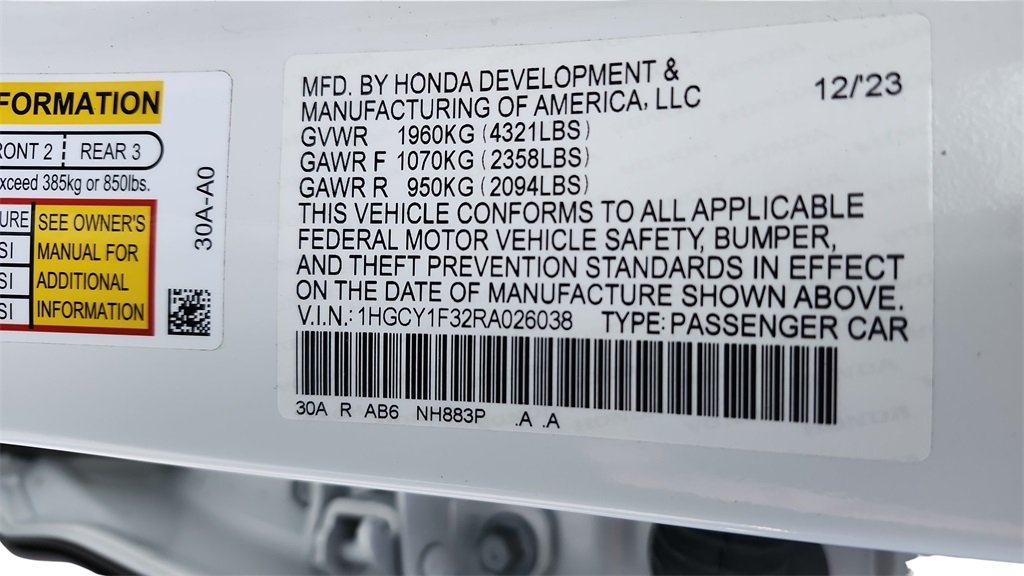 FORMATION
RONT 2 REAR 3
xceed 385kg or 850lbs.
URE SEE OWNER'S
SI MANUAL FOR
SI ADDITIONAL
SI INFORMATION
30A-A0
MFD. BY HONDA DEVELOPMENT & 12/'23
MANUFACTURING OF AMERICA, LLC
GVWR 1960KG (4321LBS)
GAWR F 1070KG (2358LBS)
GAWR R 950KG (2094LBS)
THIS VEHICLE CONFORMS TO ALL APPLICABLE
FEDERAL MOTOR VEHICLE SAFETY, BUMPER,
AND THEFT PREVENTION STANDARDS IN EFFECT
ON THE DATE OF MANUFACTURE SHOWN ABOVE.
V.I.N.: 1HGCY1F32RA026038 TYPE: PASSENGER CAR
30A R AB6 NH883P .A .A